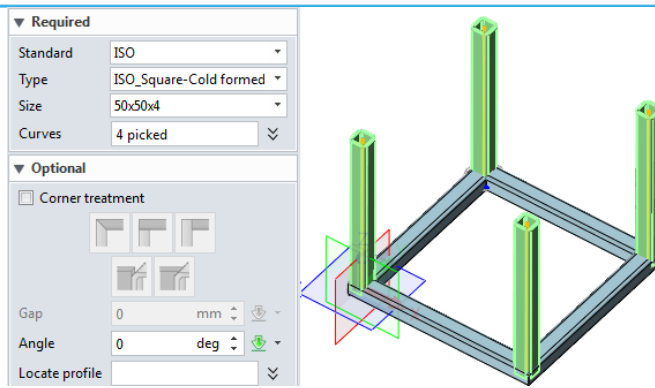 Required
Standard ISO
Type ISO_Square-Cold formed
Size 50x50x4
Curves 4 picked
Optional
Corner treatment
Gap 0 mm
Angle 0 deg
Locate profile